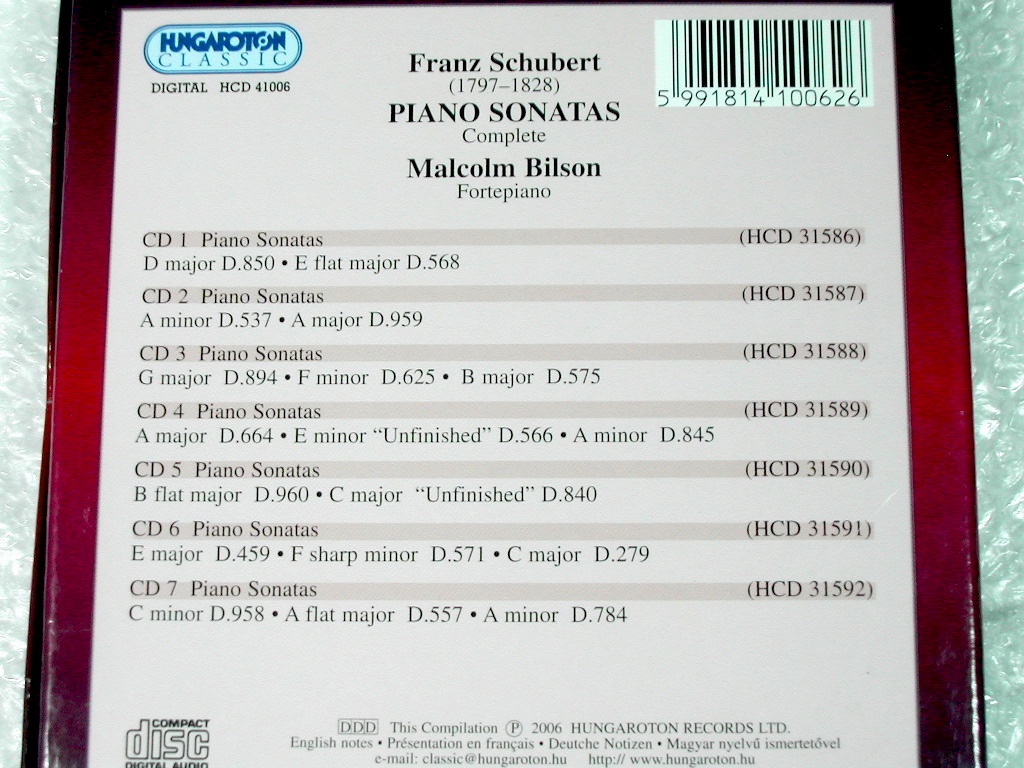 HUNGAROTON
CLASSIC
DIGITAL HCD 41006
Franz Schubert
(1797–1828)
PIANO SONATAS
Complete
Malcolm Bilson
Fortepiano
5 991814 100626
CD 1 Piano Sonatas (HCD 31586)
D major D.850 • E flat major D.568
CD 2 Piano Sonatas (HCD 31587)
A minor D.537 • A major D.959
CD 3 Piano Sonatas (HCD 31588)
G major D.894 • F minor D.625 • B major D.575
CD 4 Piano Sonatas (HCD 31589)
A major D.664 • E minor “Unfinished” D.566 • A minor D.845
CD 5 Piano Sonatas (HCD 31590)
B flat major D.960 • C major “Unfinished” D.840
CD 6 Piano Sonatas (HCD 31591)
E major D.459 • F sharp minor D.571 • C major D.279
CD 7 Piano Sonatas (HCD 31592)
C minor D.958 • A flat major D.557 • A minor D.784
COMPACT
disc
DIGITAL AUDIO
DDD This Compilation ℗ 2006 HUNGAROTON RECORDS LTD.
English notes • Présentation en français • Deutche Notizen • Magyar nyelvű ismertetővel
e-mail: classic@hungaroton.hu http:// www.hungaroton.hu